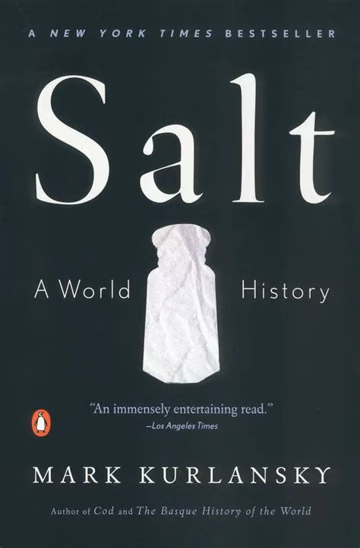 A NEW YORK TIMES BESTSELLER
Salt
A World History
“An immensely entertaining read.”
—Los Angeles Times
MARK KURLANSKY
Author of Cod and The Basque History of the World